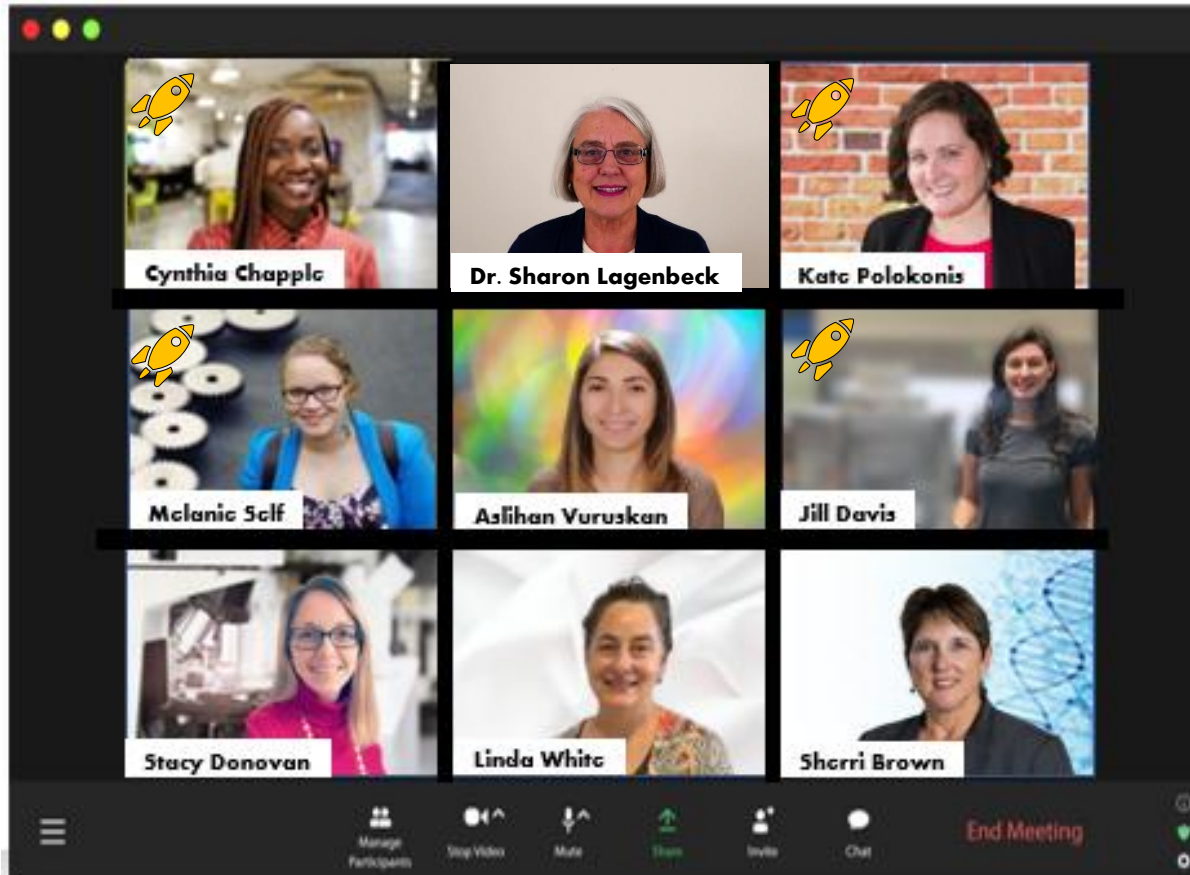 Cynthia Chapple
Dr. Sharon Lagenbeck
Kate Polokonis
Melanie Self
Aslihan Vuruskan
Jill Davis
Stacy Donovan
Linda White
Sherri Brown
Manage
Participants
Stop Video
Mute
Share
Invite
Chat
End Meeting